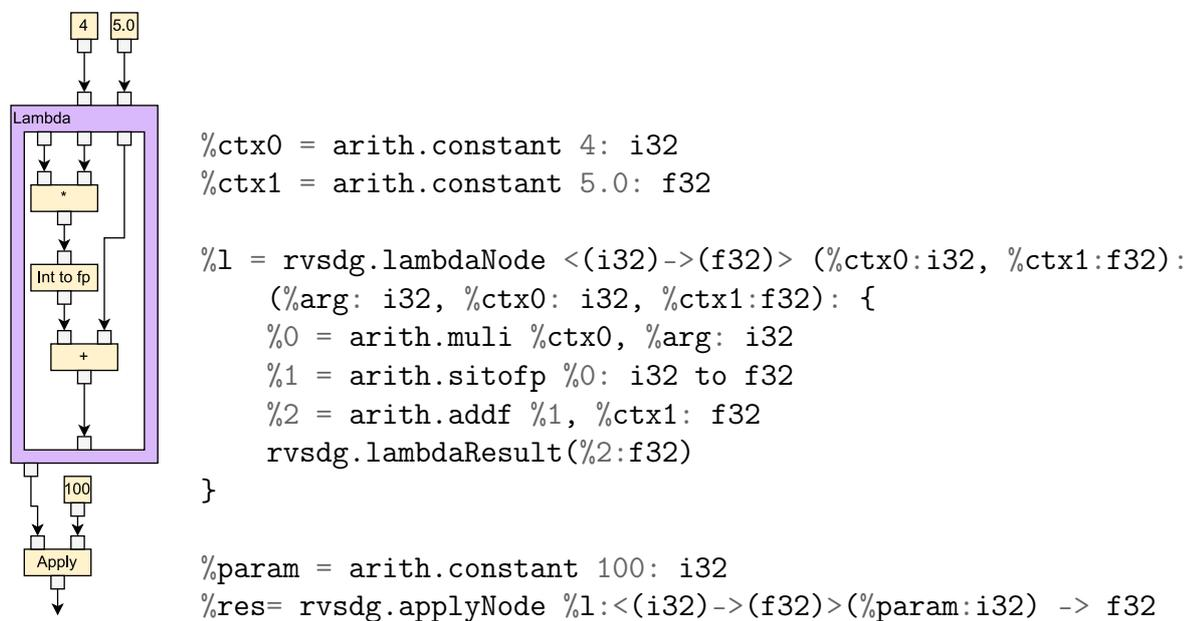 4
5.0
Lambda
*
Int to fp
+
100
Apply
%ctx0 = arith.constant 4: i32
%ctx1 = arith.constant 5.0: f32
%l = rvsdg.lambdaNode <(i32)->(f32)> (%ctx0:i32, %ctx1:f32):
    (%arg: i32, %ctx0: i32, %ctx1:f32): {
    %0 = arith.muli %ctx0, %arg: i32
    %1 = arith.sitofp %0: i32 to f32
    %2 = arith.addf %1, %ctx1: f32
    rvsdg.lambdaResult(%2:f32)
}
%param = arith.constant 100: i32
%res= rvsdg.applyNode %l:<(i32)->(f32)>(%param:i32) -> f32